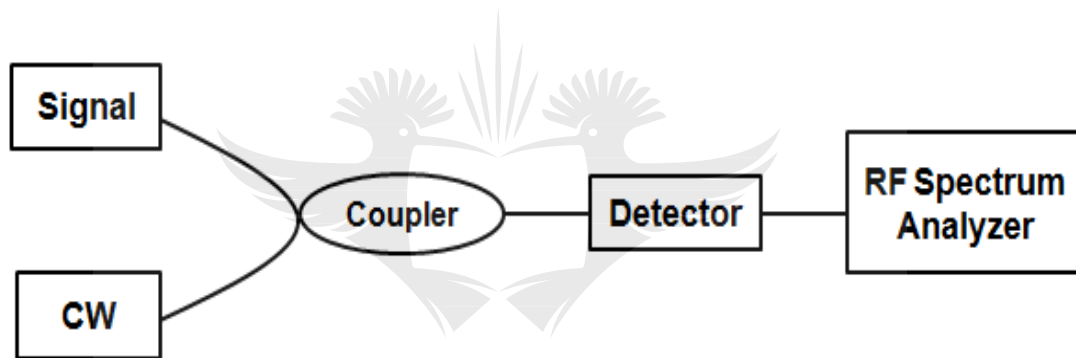 Signal
CW
Coupler
Detector
RF Spectrum
Analyzer